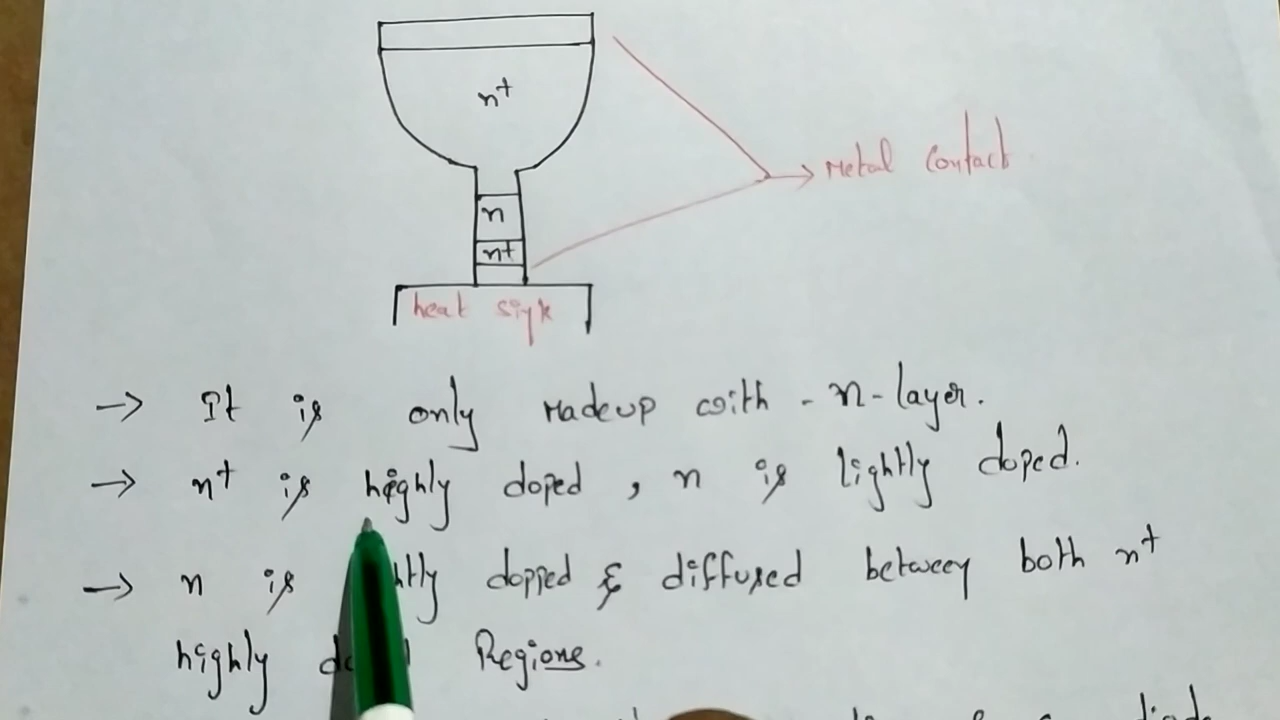 n+
Metal Contact
n
n+
heat sink
→ It is only Madeup with - n - layer.
→ n+ is highly doped, n is lightly doped.
→ n is dopped & diffused between both n+
highly Regions.